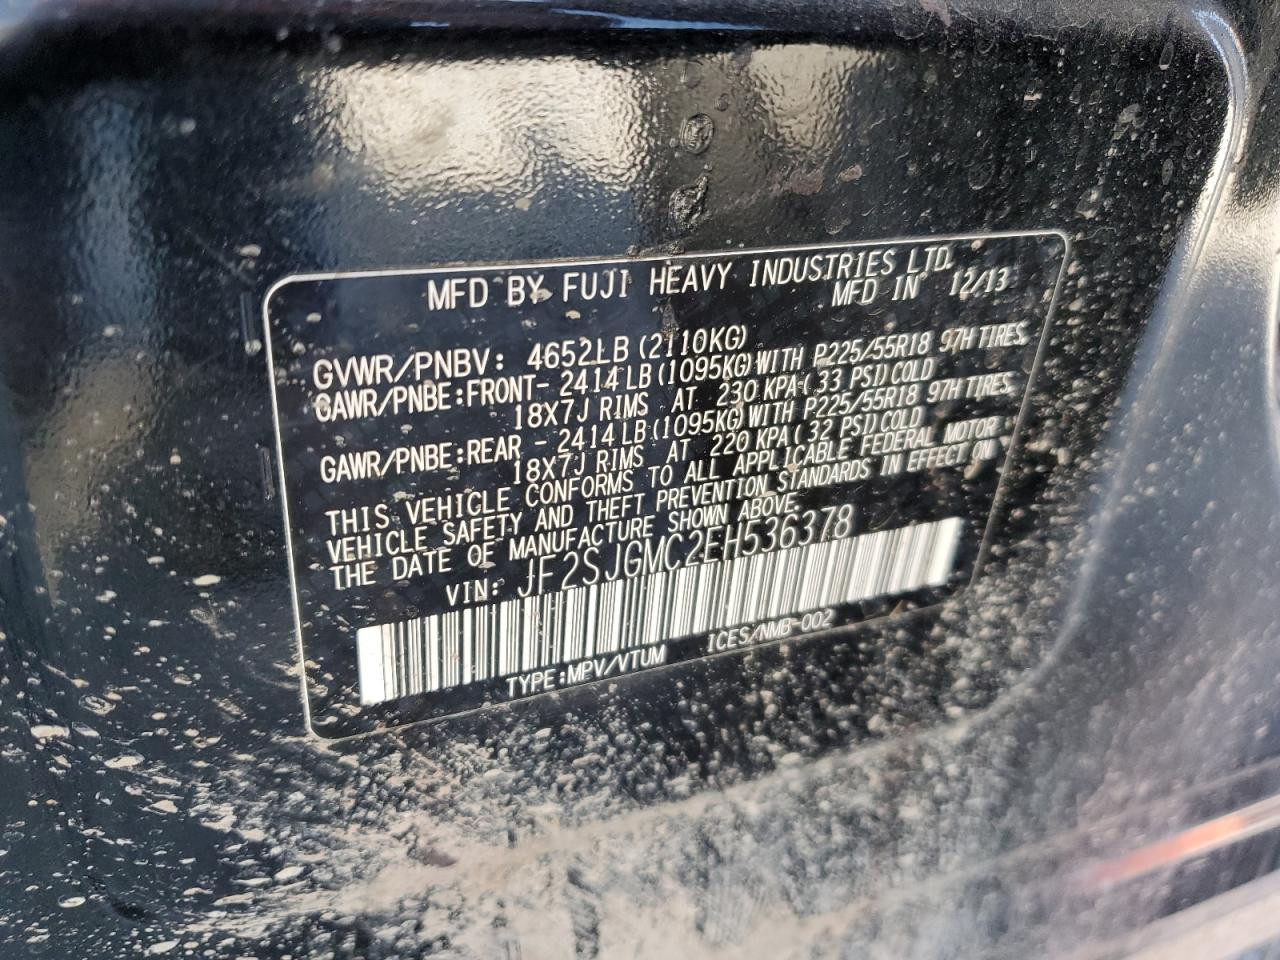 MFD BY FUJI HEAVY INDUSTRIES LTD.
MFD IN 12/13
GVWR/PNBV: 4652LB (2110KG)
GAWR/PNBE:FRONT- 2414LB (1095KG) WITH P225/55R18 97H TIRES
18X7J RIMS AT 230 KPA (33 PSI) COLD
GAWR/PNBE:REAR - 2414LB (1095KG) WITH P225/55R18 97H TIRES
18X7J RIMS AT 220 KPA (32 PSI) COLD
THIS VEHICLE CONFORMS TO ALL APPLICABLE FEDERAL MOTOR
VEHICLE SAFETY AND THEFT PREVENTION STANDARDS IN EFFECT ON
THE DATE OF MANUFACTURE SHOWN ABOVE.
VIN: JF2SJGMC2EH536378
TYPE:MPV/VTUM ICES/NMB-002